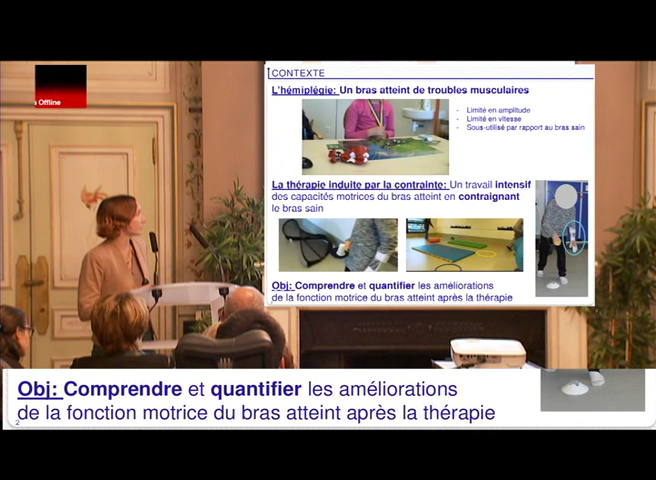 Offline
CONTEXTE
L'hémiplégie: Un bras atteint de troubles musculaires
- Limité en amplitude
- Limité en vitesse
- Sous-utilisé par rapport au bras sain
La thérapie induite par la contrainte: Un travail intensif
des capacités motrices du bras atteint en contraignant
le bras sain
Obj: Comprendre et quantifier les améliorations
de la fonction motrice du bras atteint après la thérapie
Obj: Comprendre et quantifier les améliorations
de la fonction motrice du bras atteint après la thérapie
2